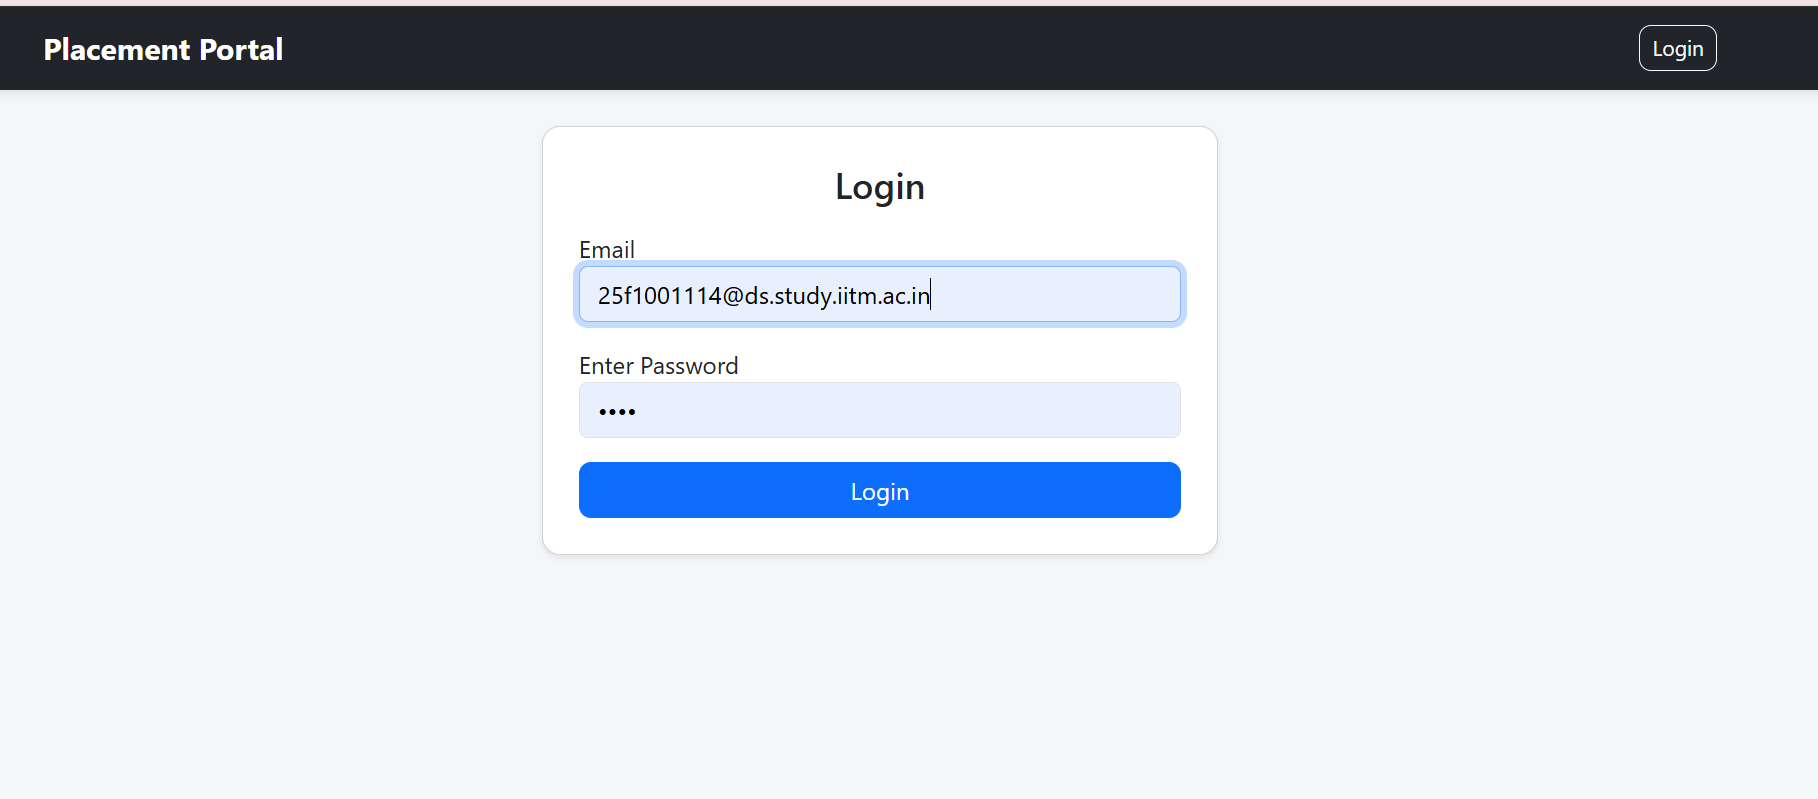 Placement Portal
Login
Login
Email
25f1001114@ds.study.iitm.ac.in
Enter Password
••••
Login